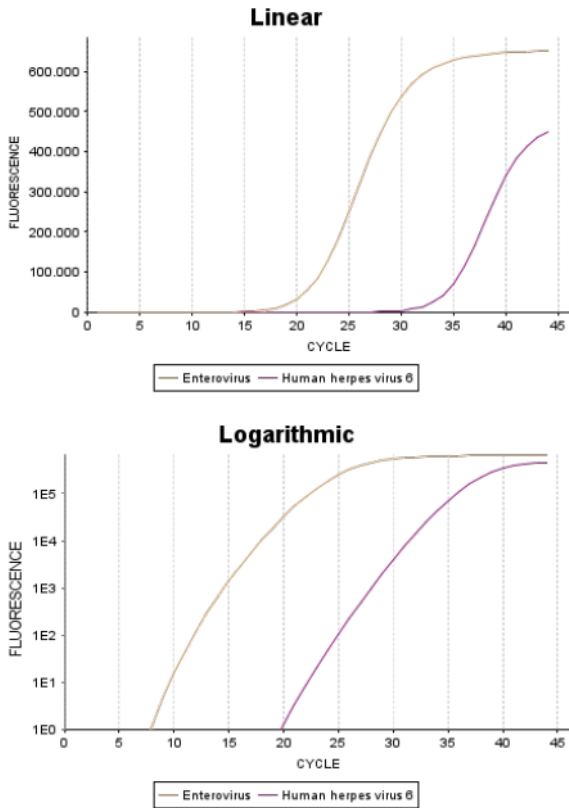 Linear
600.000
500.000
400.000
300.000
200.000
100.000
0
FLUORESCENCE
0 5 10 15 20 25 30 35 40 45
CYCLE
Enterovirus Human herpes virus 6
Logarithmic
1E5
1E4
1E3
1E2
1E1
1E0
FLUORESCENCE
0 5 10 15 20 25 30 35 40 45
CYCLE
Enterovirus Human herpes virus 6